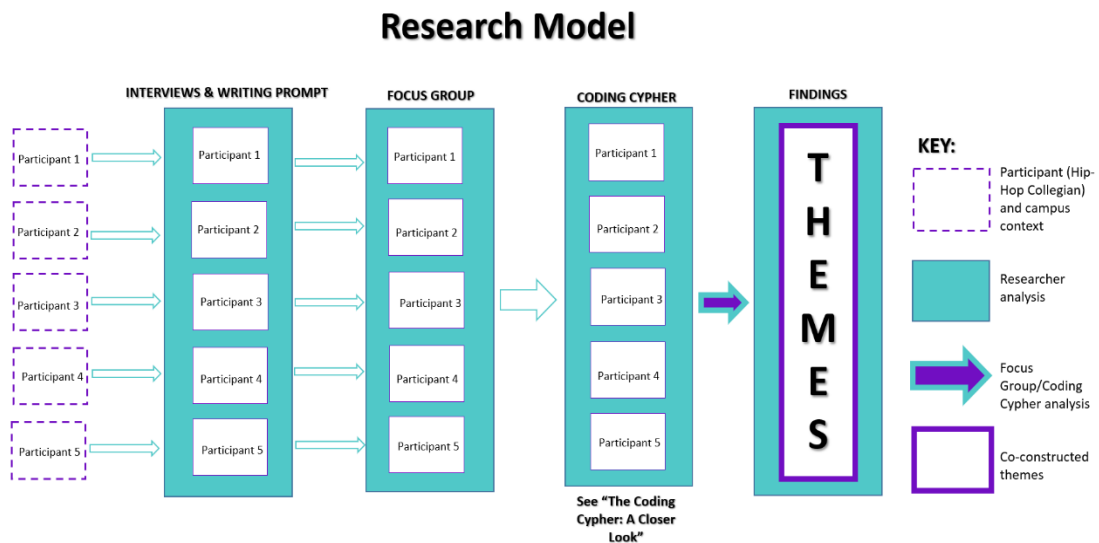 Research Model
INTERVIEWS & WRITING PROMPT
FOCUS GROUP
CODING CYPHER
FINDINGS
Participant 1
Participant 2
Participant 3
Participant 4
Participant 5
Participant 1
Participant 2
Participant 3
Participant 4
Participant 5
Participant 1
Participant 2
Participant 3
Participant 4
Participant 5
Participant 1
Participant 2
Participant 3
Participant 4
Participant 5
See “The Coding
Cypher: A Closer
Look”
T
H
E
M
E
S
KEY:
Participant (Hip-
Hop Collegian)
and campus
context
Researcher
analysis
Focus
Group/Coding
Cypher analysis
Co-constructed
themes